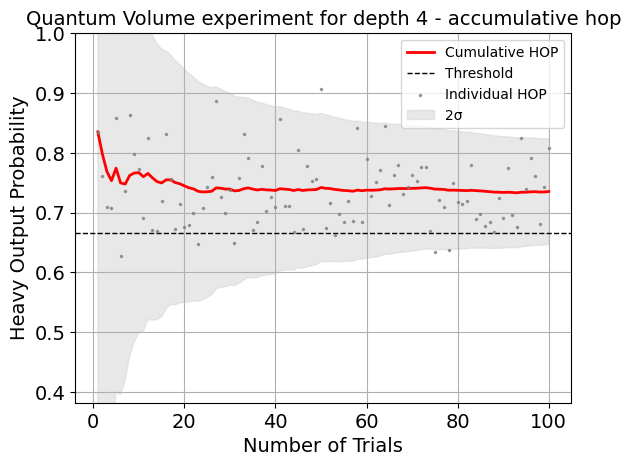 Quantum Volume experiment for depth 4 - accumulative hop
1.0
0.9
0.8
0.7
0.6
0.5
0.4
Heavy Output Probability
Cumulative HOP
Threshold
Individual HOP
2σ
0 20 40 60 80 100
Number of Trials